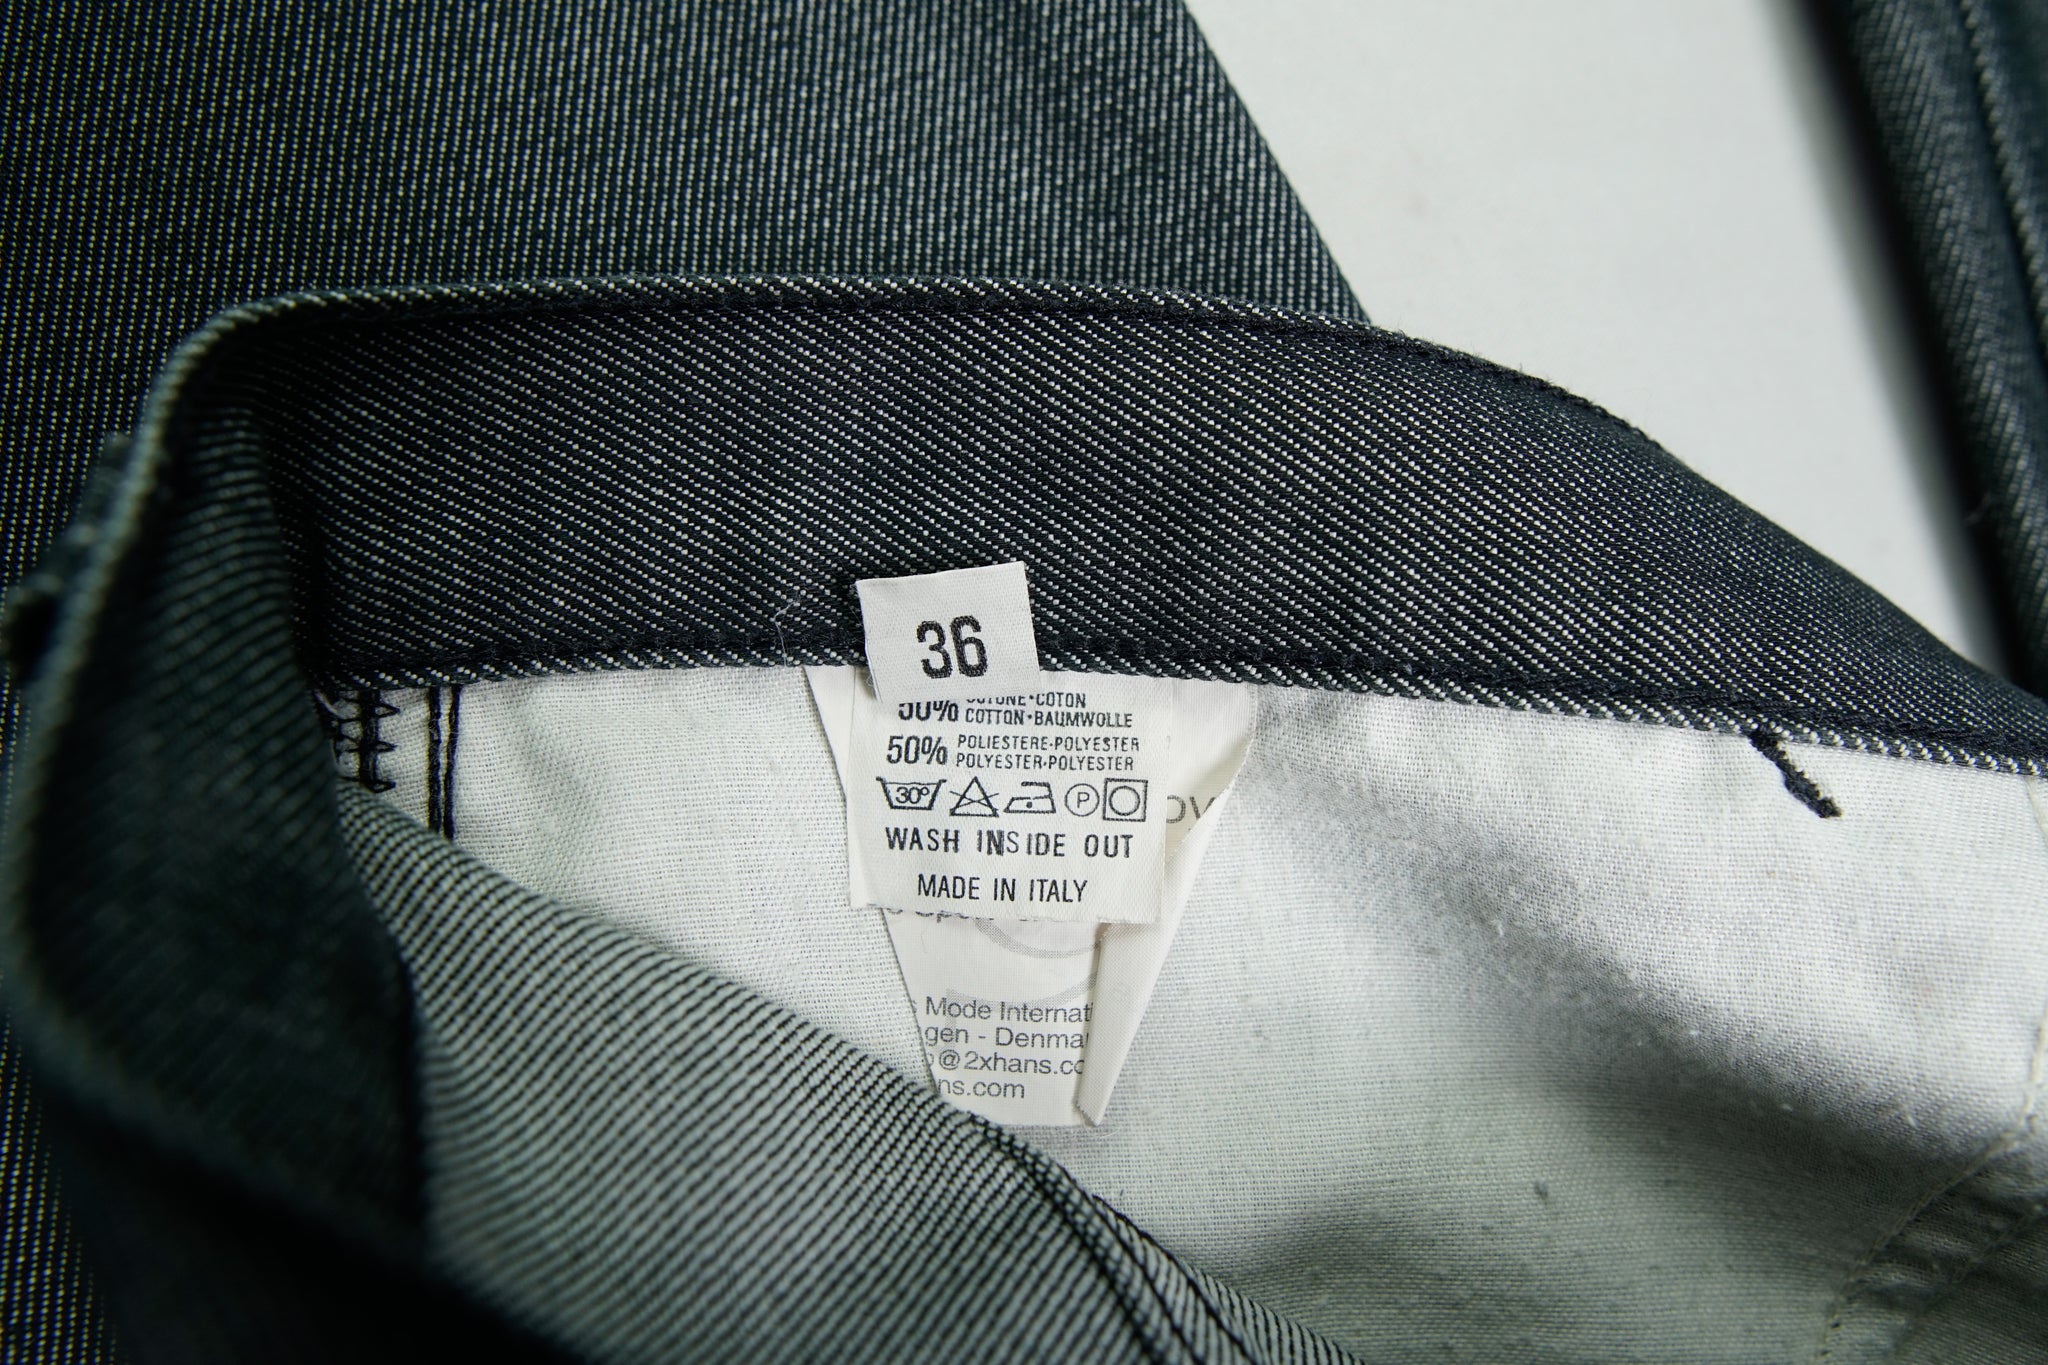 36
50% COTONE·COTON
COTTON·BAUMWOLLE
50% POLIESTERE·POLYESTER
POLYESTER·POLYESTER
30° P
WASH INSIDE OUT
MADE IN ITALY
Mode Internat
gen - Denma
@2xhans.co
ns.com